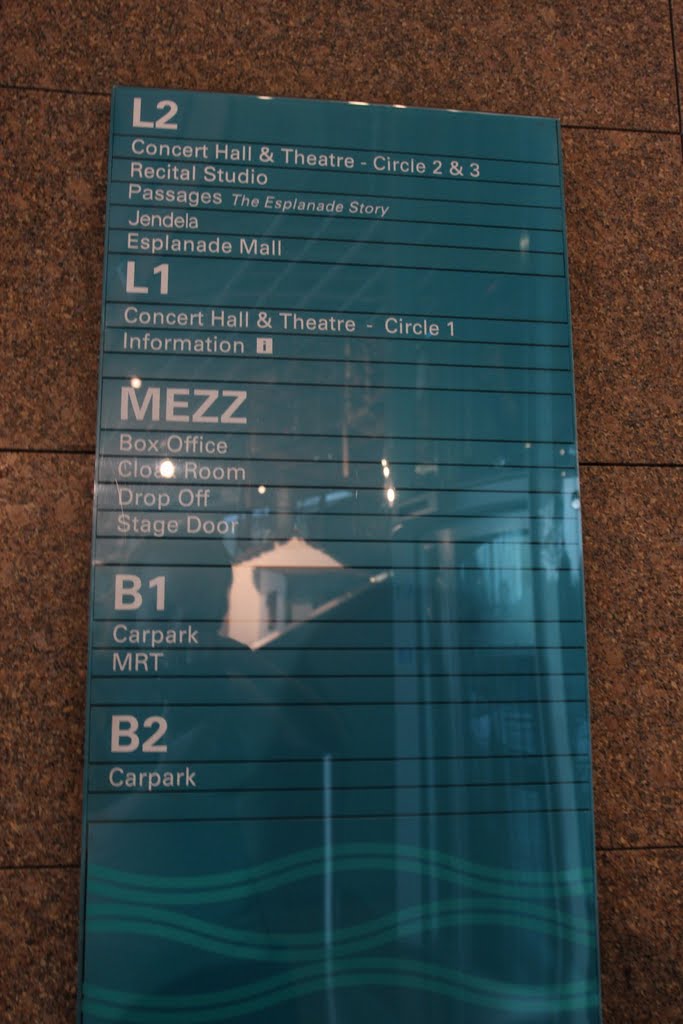 L2
Concert Hall & Theatre - Circle 2 & 3
Recital Studio
Passages The Esplanade Story
Jendela
Esplanade Mall
L1
Concert Hall & Theatre - Circle 1
Information i
MEZZ
Box Office
Cloak Room
Drop Off
Stage Door
B1
Carpark
MRT
B2
Carpark